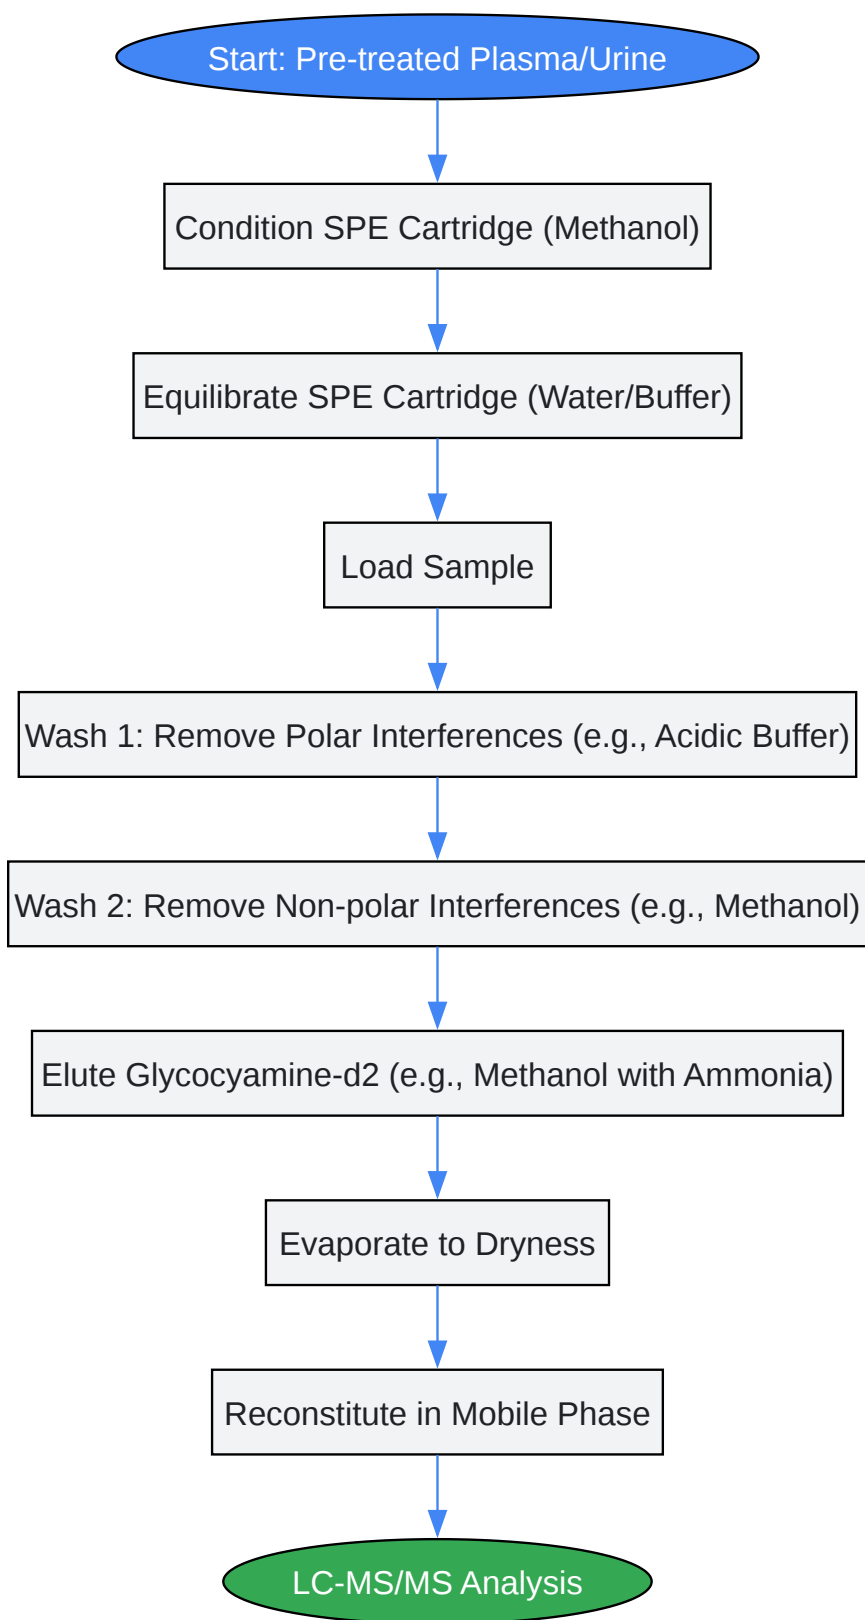 Start: Pre-treated Plasma/Urine
Condition SPE Cartridge (Methanol)
Equilibrate SPE Cartridge (Water/Buffer)
Load Sample
Wash 1: Remove Polar Interferences (e.g., Acidic Buffer)
Wash 2: Remove Non-polar Interferences (e.g., Methanol)
Elute Glycocyamine-d2 (e.g., Methanol with Ammonia)
Evaporate to Dryness
Reconstitute in Mobile Phase
LC-MS/MS Analysis